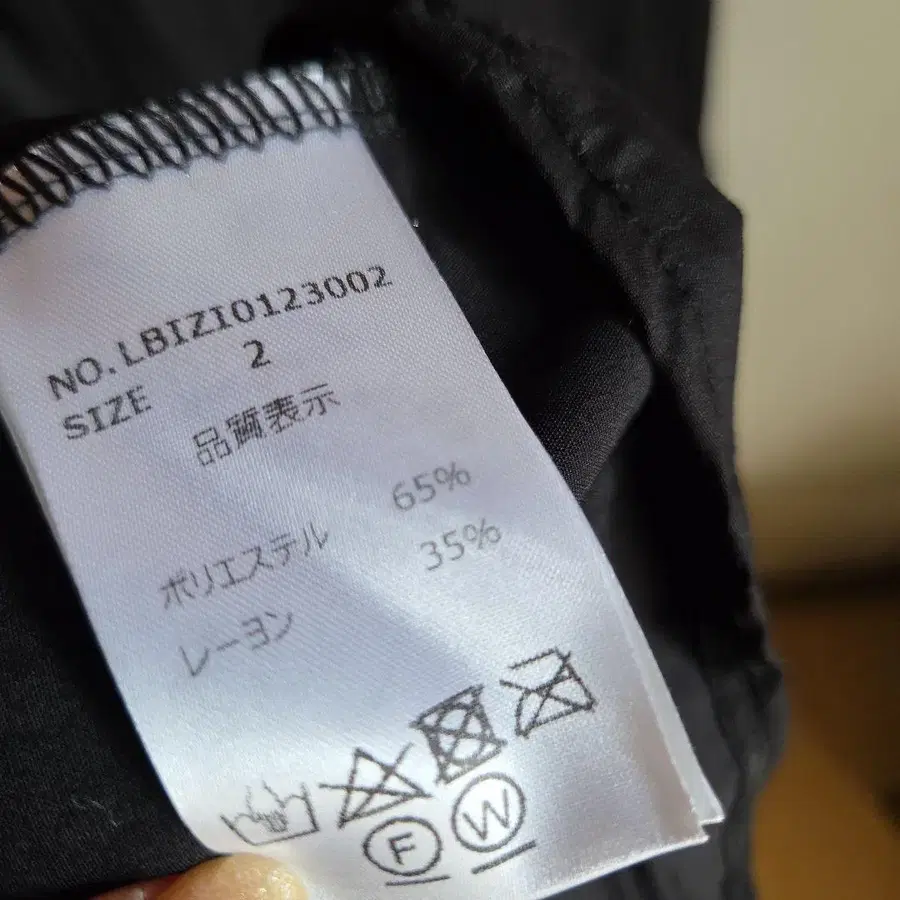 NO.LBIZI0123002
SIZE 2
品質表示
ポリエステル 65%
レーヨン 35%
F W